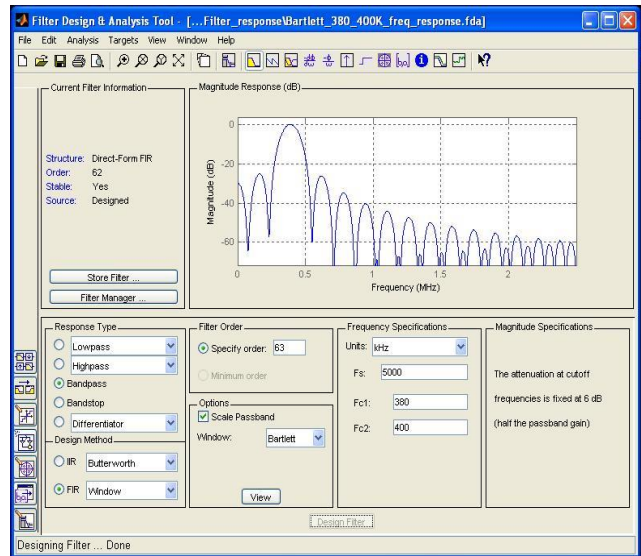 Filter Design & Analysis Tool - [...Filter_response\Bartlett_380_400K_freq_response.fda]
File Edit Analysis Targets View Window Help
Current Filter Information
Structure: Direct-Form FIR
Order: 62
Stable: Yes
Source: Designed
Store Filter ...
Filter Manager ...
Magnitude Response (dB)
0
-20
-40
-60
Magnitude (dB)
0 0.5 1 1.5 2
Frequency (MHz)
Response Type
Lowpass
Highpass
Bandpass
Bandstop
Differentiator
Design Method
IIR Butterworth
FIR Window
Filter Order
Specify order: 63
Minimum order
Options
Scale Passband
Window: Bartlett
View
Frequency Specifications
Units: kHz
Fs: 5000
Fc1: 380
Fc2: 400
Magnitude Specifications
The attenuation at cutoff
frequencies is fixed at 6 dB
(half the passband gain)
Design Filter
Designing Filter ... Done